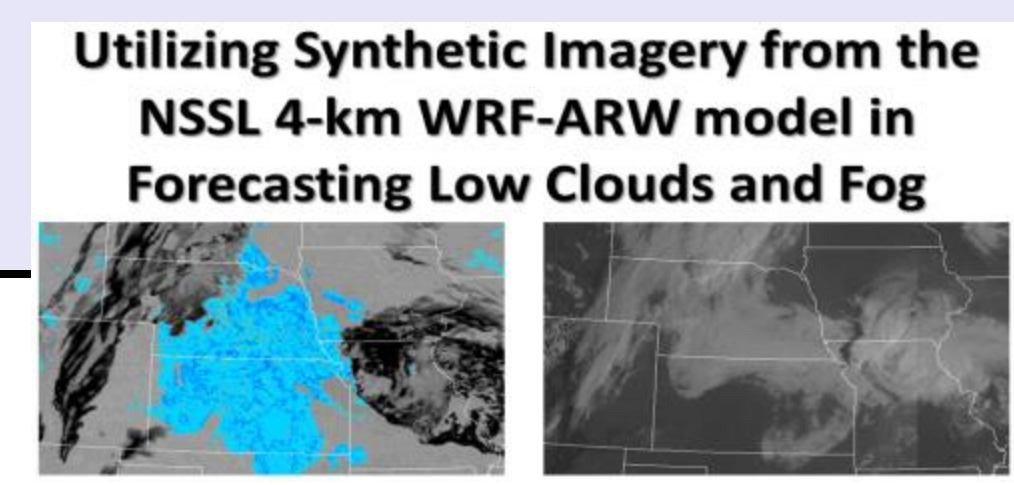 Utilizing Synthetic Imagery from the
NSSL 4-km WRF-ARW model in
Forecasting Low Clouds and Fog